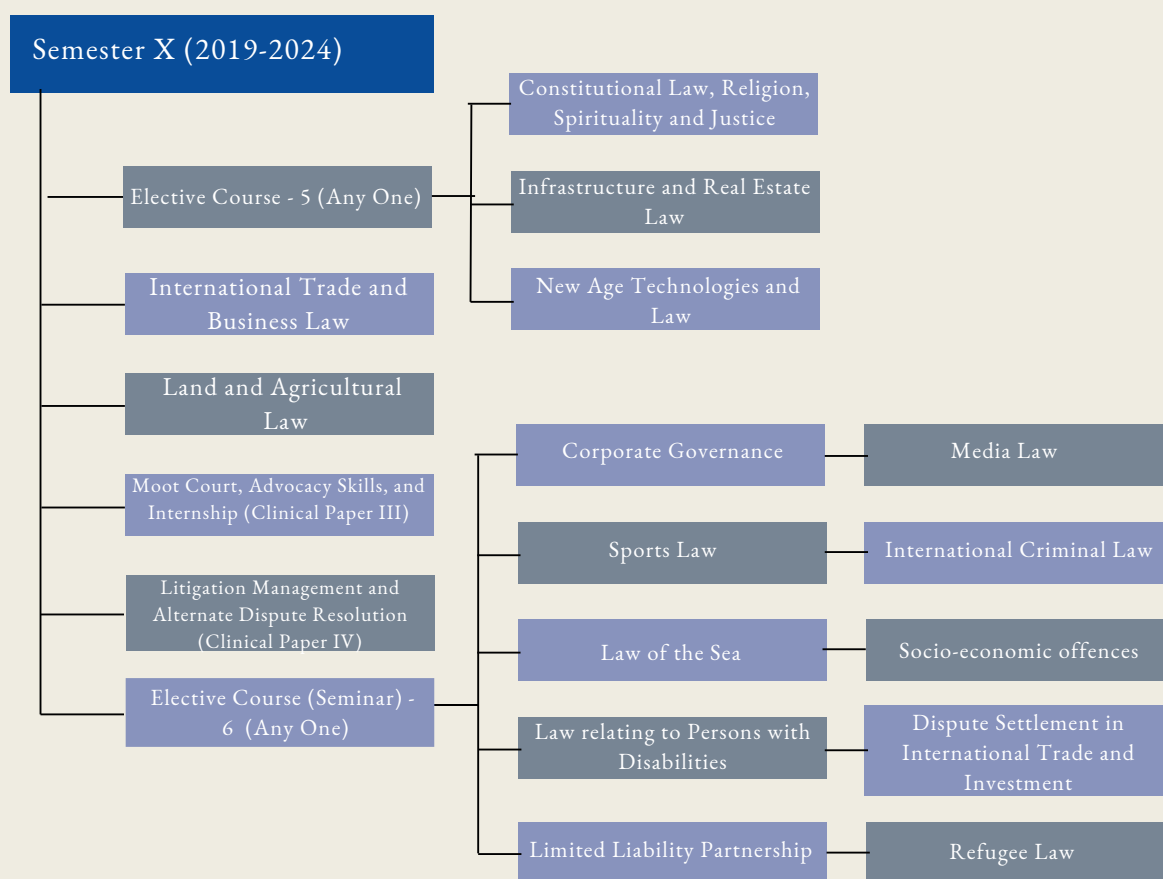 Semester X (2019-2024)
Elective Course - 5 (Any One)
Constitutional Law, Religion,
Spirituality and Justice
Infrastructure and Real Estate
Law
New Age Technologies and
Law
International Trade and
Business Law
Land and Agricultural
Law
Moot Court, Advocacy Skills, and
Internship (Clinical Paper III)
Litigation Management and
Alternate Dispute Resolution
(Clinical Paper IV)
Elective Course (Seminar) -
6 (Any One)
Corporate Governance
Media Law
Sports Law
International Criminal Law
Law of the Sea
Socio-economic offences
Law relating to Persons with
Disabilities
Dispute Settlement in
International Trade and
Investment
Limited Liability Partnership
Refugee Law